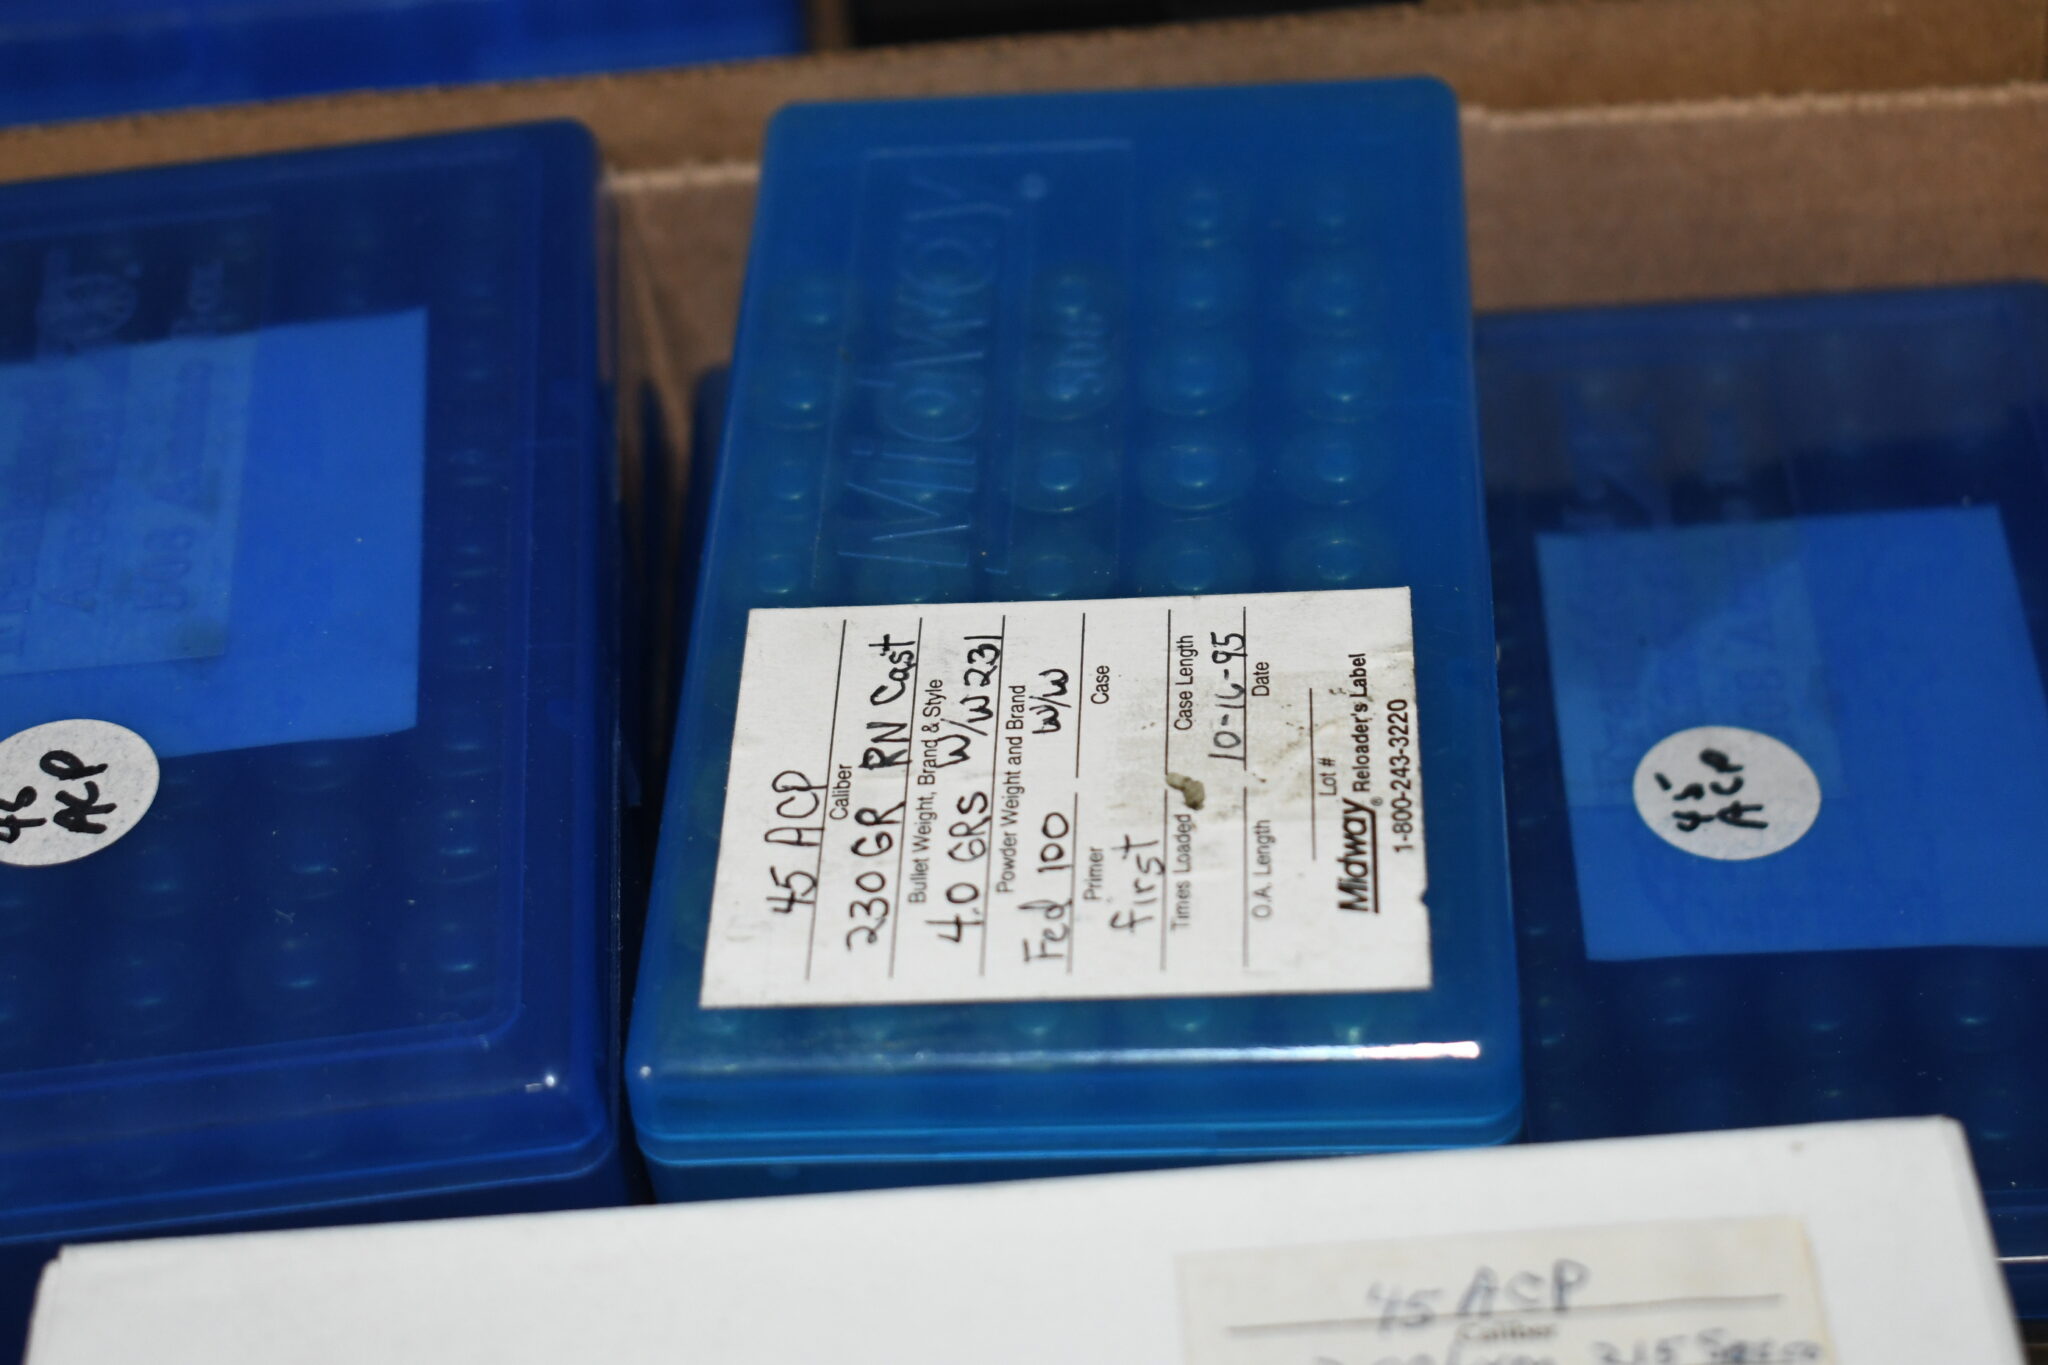 Midway
45 ACP
Caliber
230 GR RN Cast
Bullet Weight, Brand & Style
4.0 GRS W/W 231
Powder Weight and Brand
Fed 100 W/W
Primer Case
first
Times Loaded Case Length
10-16-95
O.A. Length Date
Lot #
Midway® Reloader's Label
1-800-243-3220
ACP
45
ACP
45 ACP
Caliber